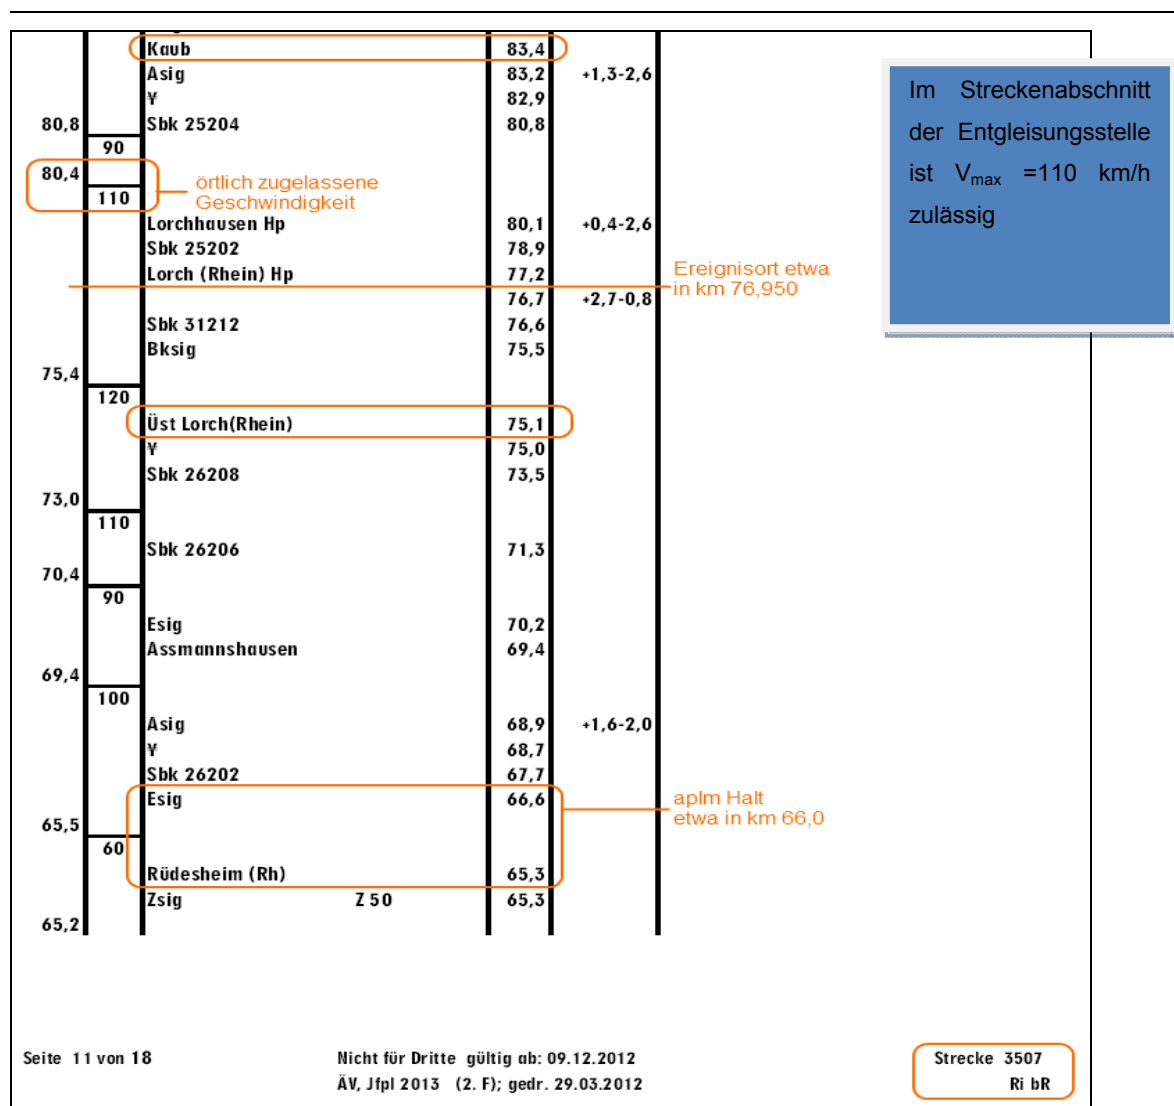 Kaub 83,4
Asig 83,2 +1,3-2,6
¥ 82,9
80,8 Sbk 25204 80,8
90
80,4
110
örtlich zugelassene
Geschwindigkeit
Lorchhausen Hp 80,1 +0,4-2,6
Sbk 25202 78,9
Lorch (Rhein) Hp 77,2
Ereignisort etwa
in km 76,950
76,7 +2,7-0,8
Sbk 31212 76,6
Bksig 75,5
75,4
120
Üst Lorch(Rhein) 75,1
¥ 75,0
Sbk 26208 73,5
73,0
110
Sbk 26206 71,3
70,4
90
Esig 70,2
Assmannshausen 69,4
69,4
100
Asig 68,9 +1,6-2,0
¥ 68,7
Sbk 26202 67,7
Esig 66,6
aplm Halt
etwa in km 66,0
65,5
60
Rüdesheim (Rh) 65,3
Zsig Z 50 65,3
65,2
Im Streckenabschnitt
der Entgleisungsstelle
ist Vmax =110 km/h
zulässig
Seite 11 von 18 Nicht für Dritte gültig ab: 09.12.2012 Strecke 3507
ÄV, Jfpl 2013 (2. F); gedr. 29.03.2012 Ri bR